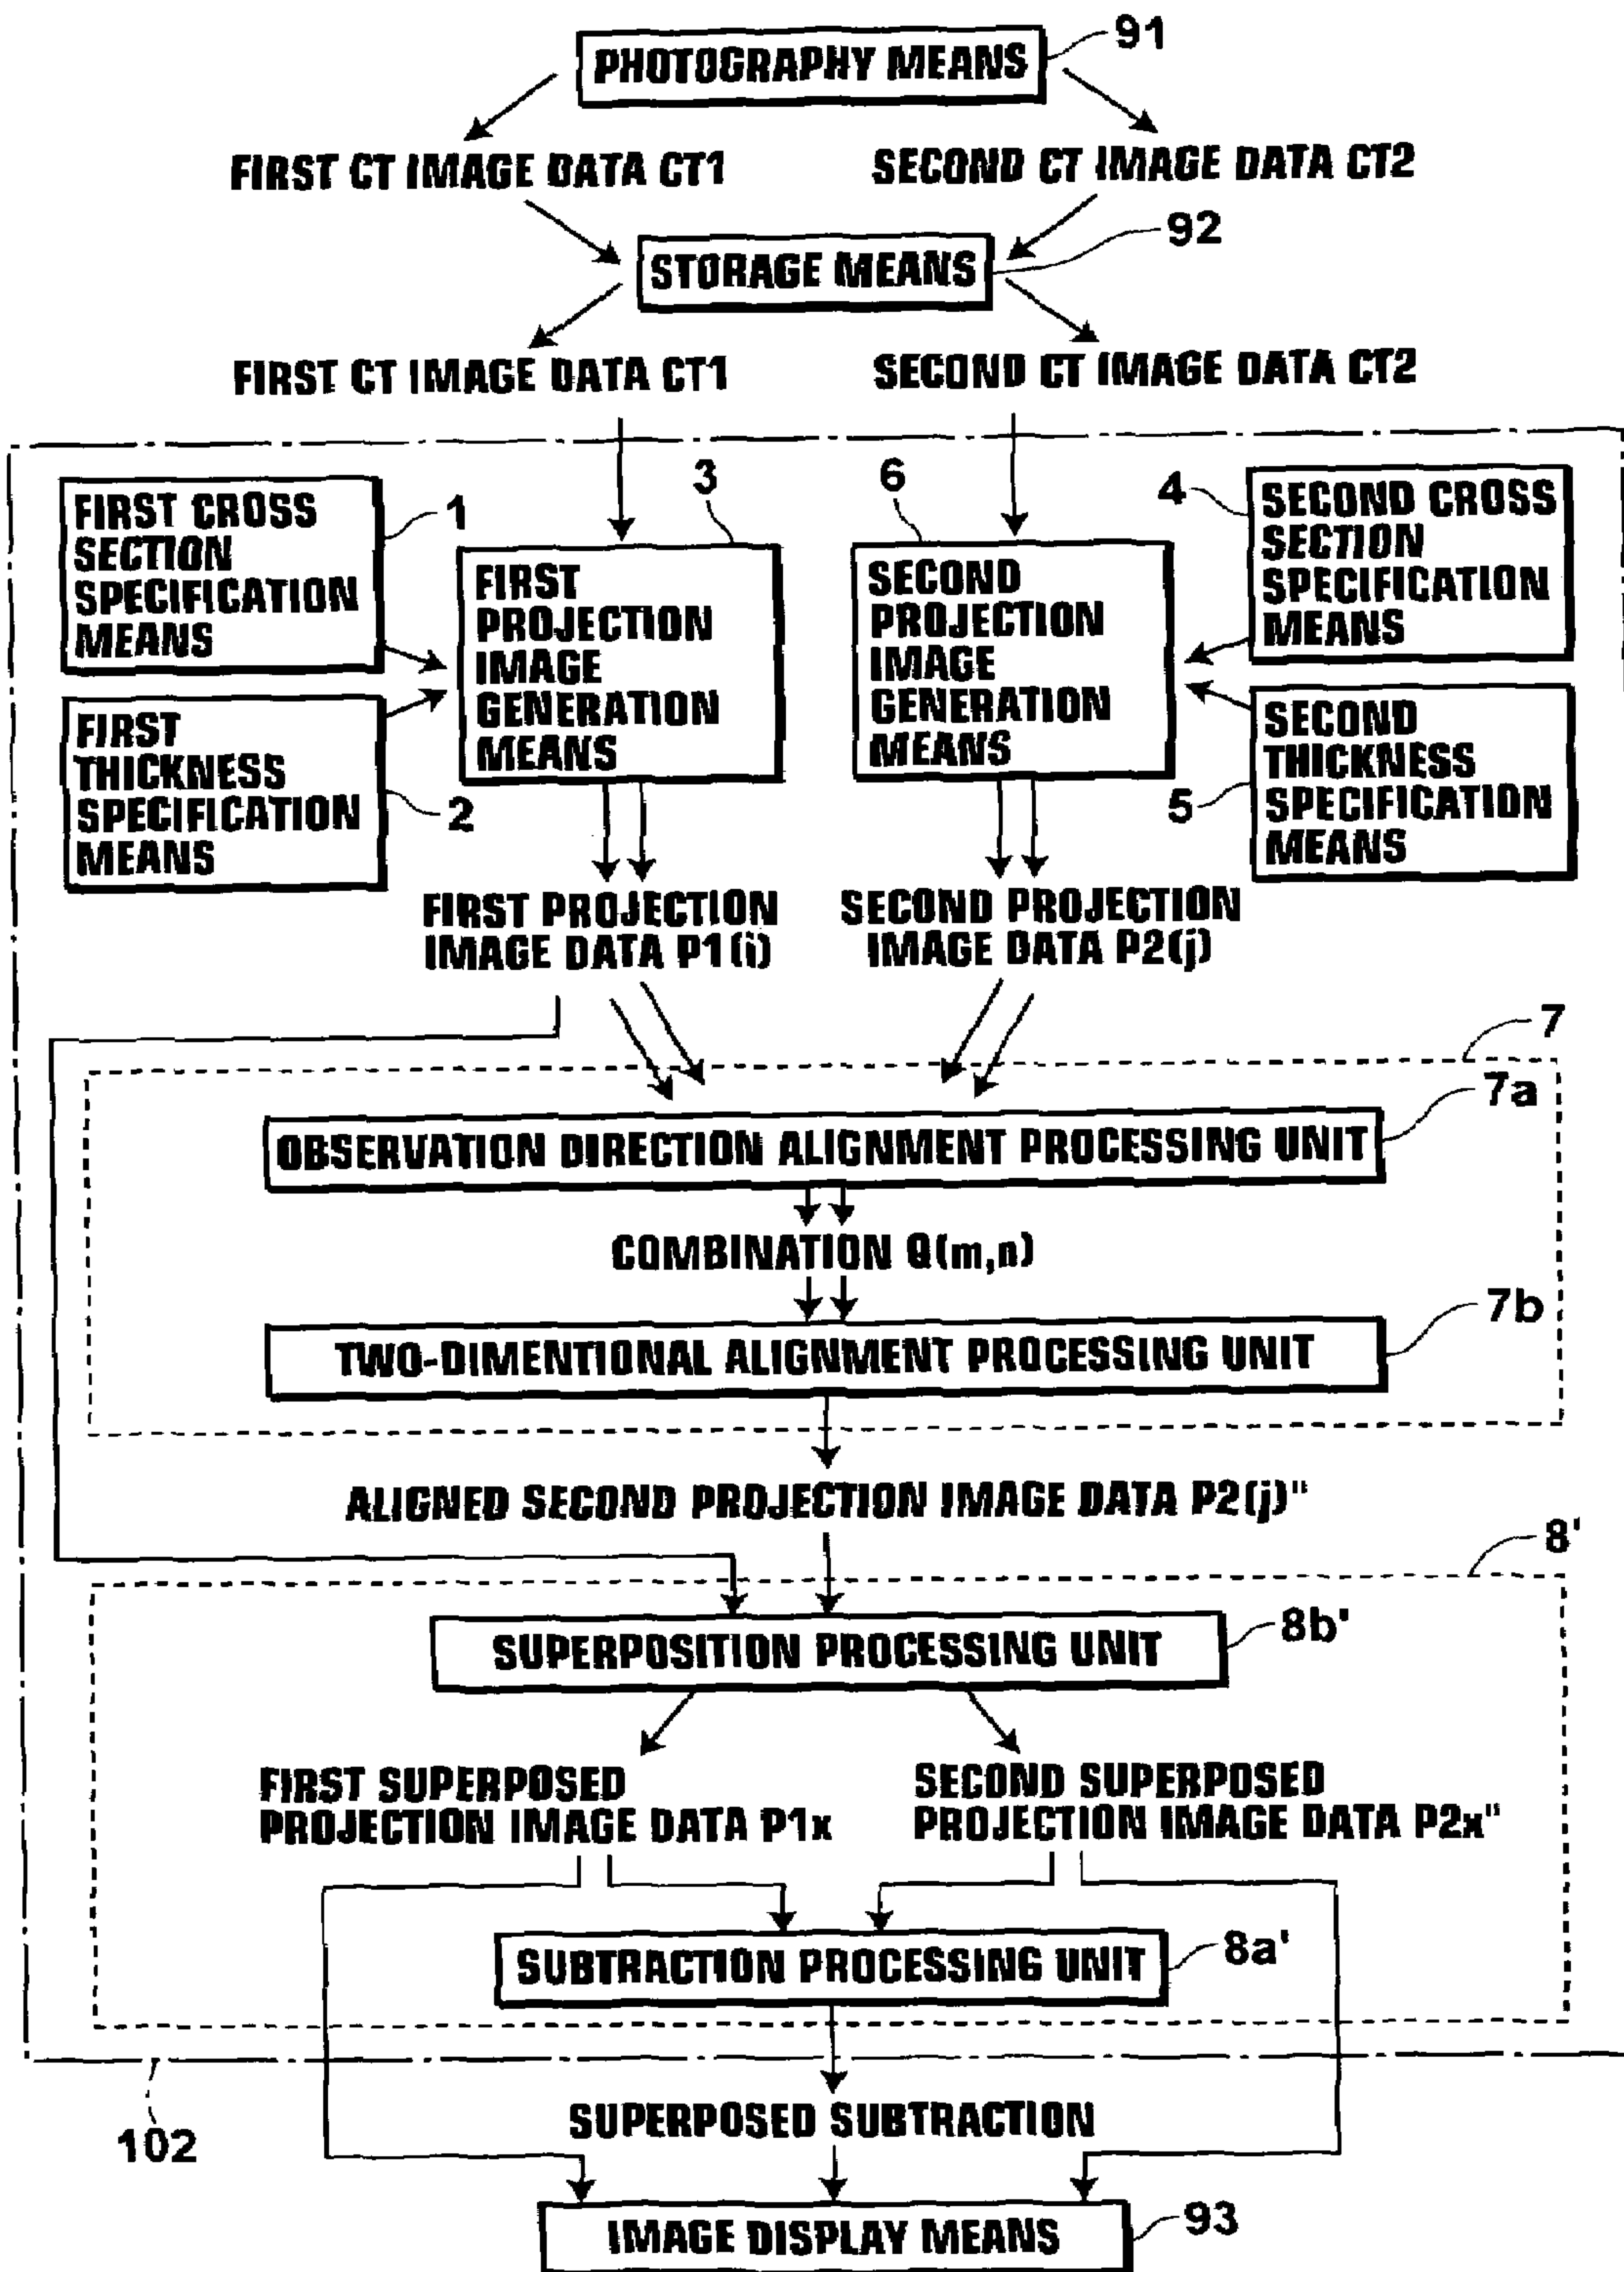 91
PHOTOGRAPHY MEANS
FIRST CT IMAGE DATA CT1
SECOND CT IMAGE DATA CT2
92
STORAGE MEANS
FIRST CT IMAGE DATA CT1
SECOND CT IMAGE DATA CT2
FIRST CROSS
SECTION
SPECIFICATION
MEANS
1
FIRST
THICKNESS
SPECIFICATION
MEANS
2
3
FIRST
PROJECTION
IMAGE
GENERATION
MEANS
6
SECOND
PROJECTION
IMAGE
GENERATION
MEANS
4
SECOND CROSS
SECTION
SPECIFICATION
MEANS
5
SECOND
THICKNESS
SPECIFICATION
MEANS
FIRST PROJECTION
IMAGE DATA P1(i)
SECOND PROJECTION
IMAGE DATA P2(j)
7
7a
OBSERVATION DIRECTION ALIGNMENT PROCESSING UNIT
COMBINATION Q(m,n)
7b
TWO-DIMENTIONAL ALIGNMENT PROCESSING UNIT
ALIGNED SECOND PROJECTION IMAGE DATA P2(j)"
8'
8b'
SUPERPOSITION PROCESSING UNIT
FIRST SUPERPOSED
PROJECTION IMAGE DATA P1x
SECOND SUPERPOSED
PROJECTION IMAGE DATA P2x"
SUBTRACTION PROCESSING UNIT
8a'
102
SUPERPOSED SUBTRACTION
IMAGE DISPLAY MEANS
93